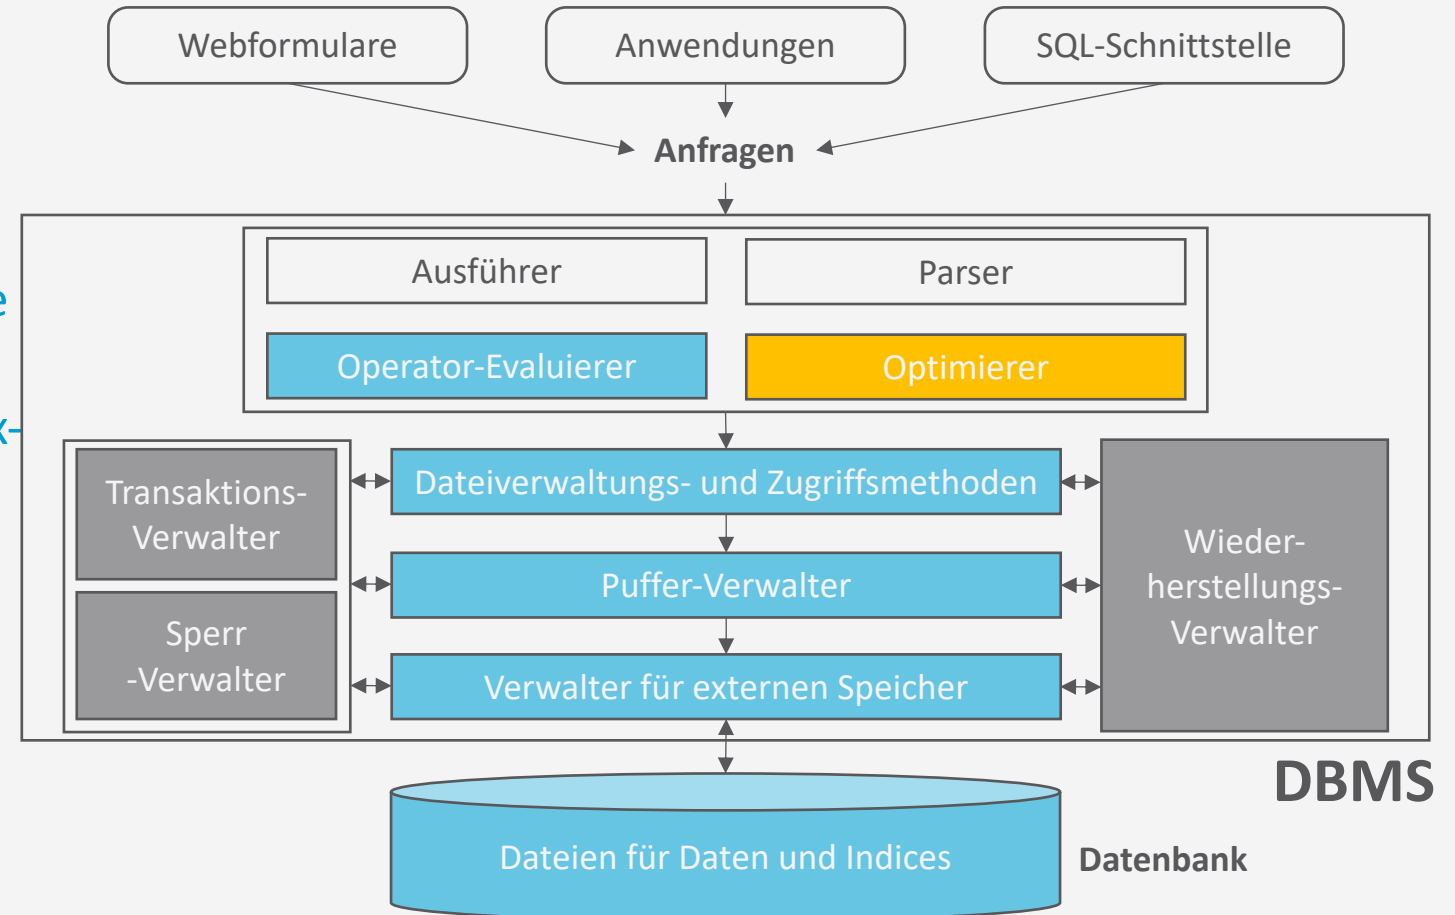 Webformulare
Anwendungen
SQL-Schnittstelle
Anfragen
Ausführer
Parser
e
Operator-Evaluierer
Optimierer
x-
Transaktions-
Verwalter
Dateiverwaltungs- und Zugriffsmethoden
Wieder-
herstellungs-
Verwalter
Puffer-Verwalter
Sperr
-Verwalter
Verwalter für externen Speicher
DBMS
Dateien für Daten und Indices
Datenbank